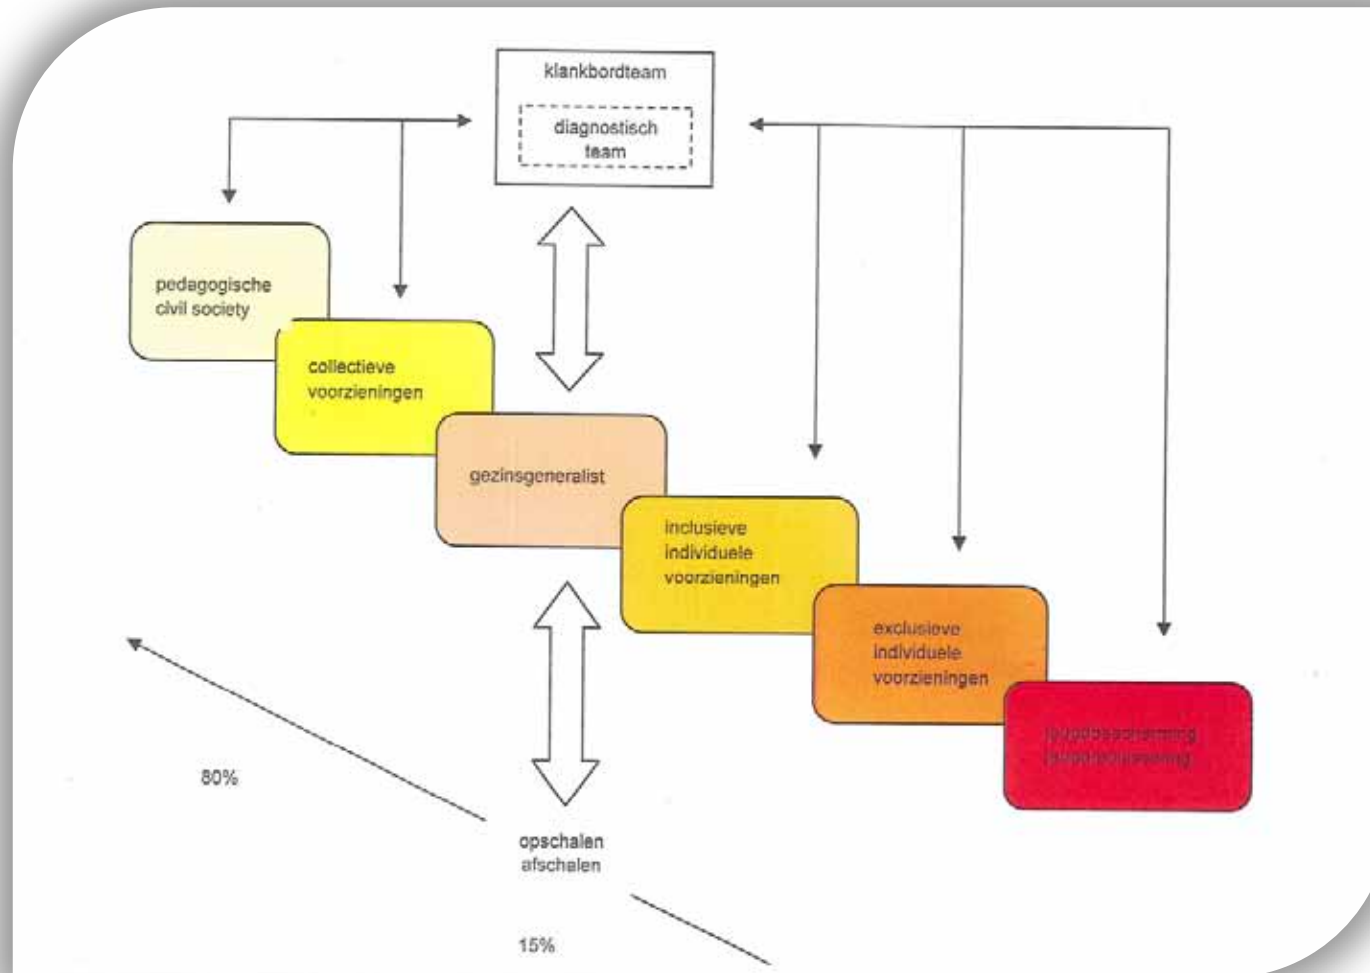 klankbordteam
diagnostisch
team
pedagogische
civil society
collectieve
voorzieningen
gezinsgeneralist
inclusieve
individuele
voorzieningen
exclusieve
individuele
voorzieningen
jeugdbescherming
80%
opschalen
afschalen
15%